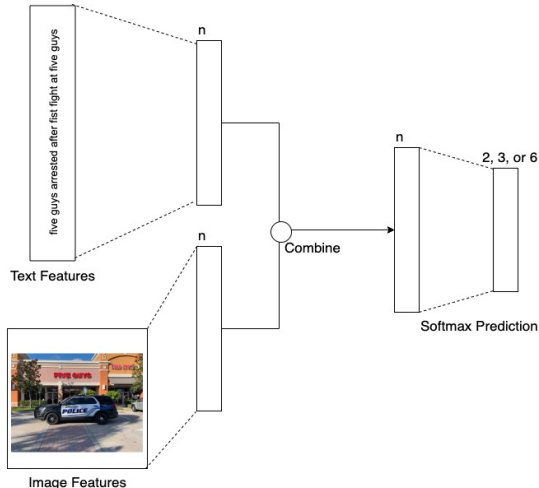 five guys arrested after fist fight at five guys
n
Text Features
n
Combine
n
2, 3, or 6
Softmax Prediction
FIVE GUYS
POLICE
Image Features